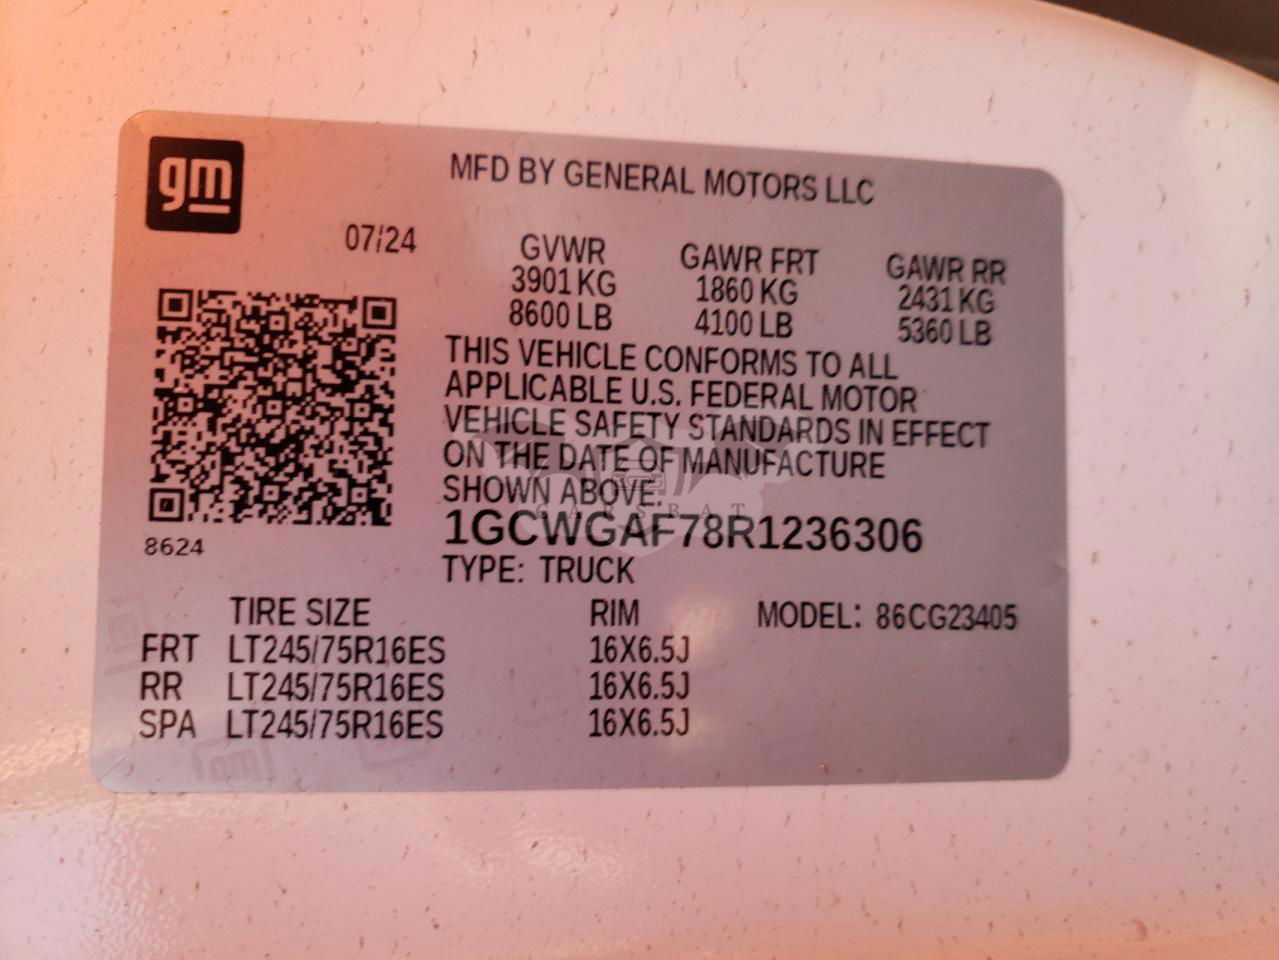 gm
MFD BY GENERAL MOTORS LLC
07/24
GVWR GAWR FRT GAWR RR
3901 KG 1860 KG 2431 KG
8600 LB 4100 LB 5360 LB
THIS VEHICLE CONFORMS TO ALL
APPLICABLE U.S. FEDERAL MOTOR
VEHICLE SAFETY STANDARDS IN EFFECT
ON THE DATE OF MANUFACTURE
SHOWN ABOVE.
CARSBAT
1GCWGAF78R1236306
8624
TYPE: TRUCK
TIRE SIZE RIM MODEL: 86CG23405
FRT LT245/75R16ES 16X6.5J
RR LT245/75R16ES 16X6.5J
SPA LT245/75R16ES 16X6.5J